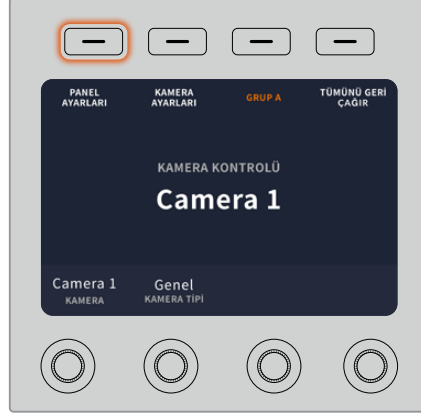 PANEL
AYARLARI
KAMERA
AYARLARI
GRUP A
TÜMÜNÜ GERİ
ÇAĞIR
KAMERA KONTROLÜ
Camera 1
Camera 1
KAMERA
Genel
KAMERA TİPİ